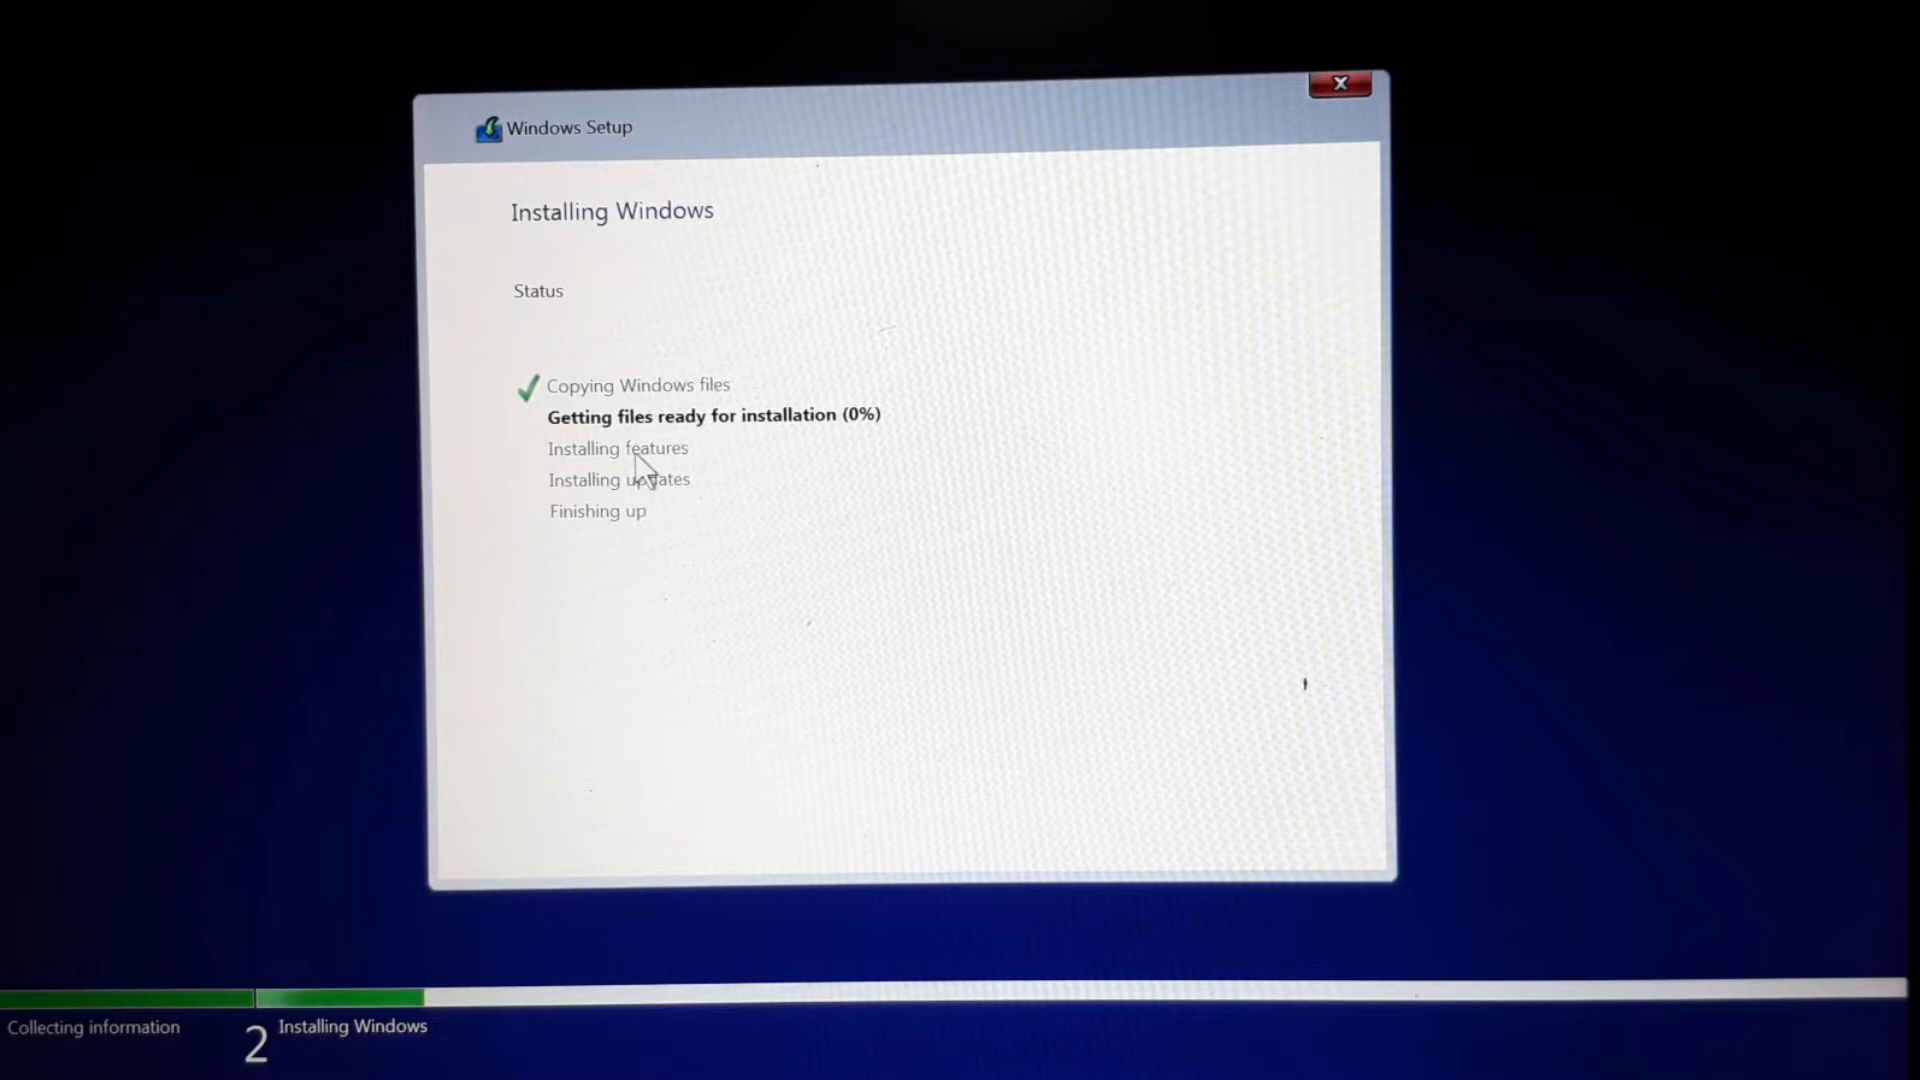 Windows Setup
Installing Windows
Status
Copying Windows files
Getting files ready for installation (0%)
Installing features
Installing updates
Finishing up
Collecting information
2 Installing Windows